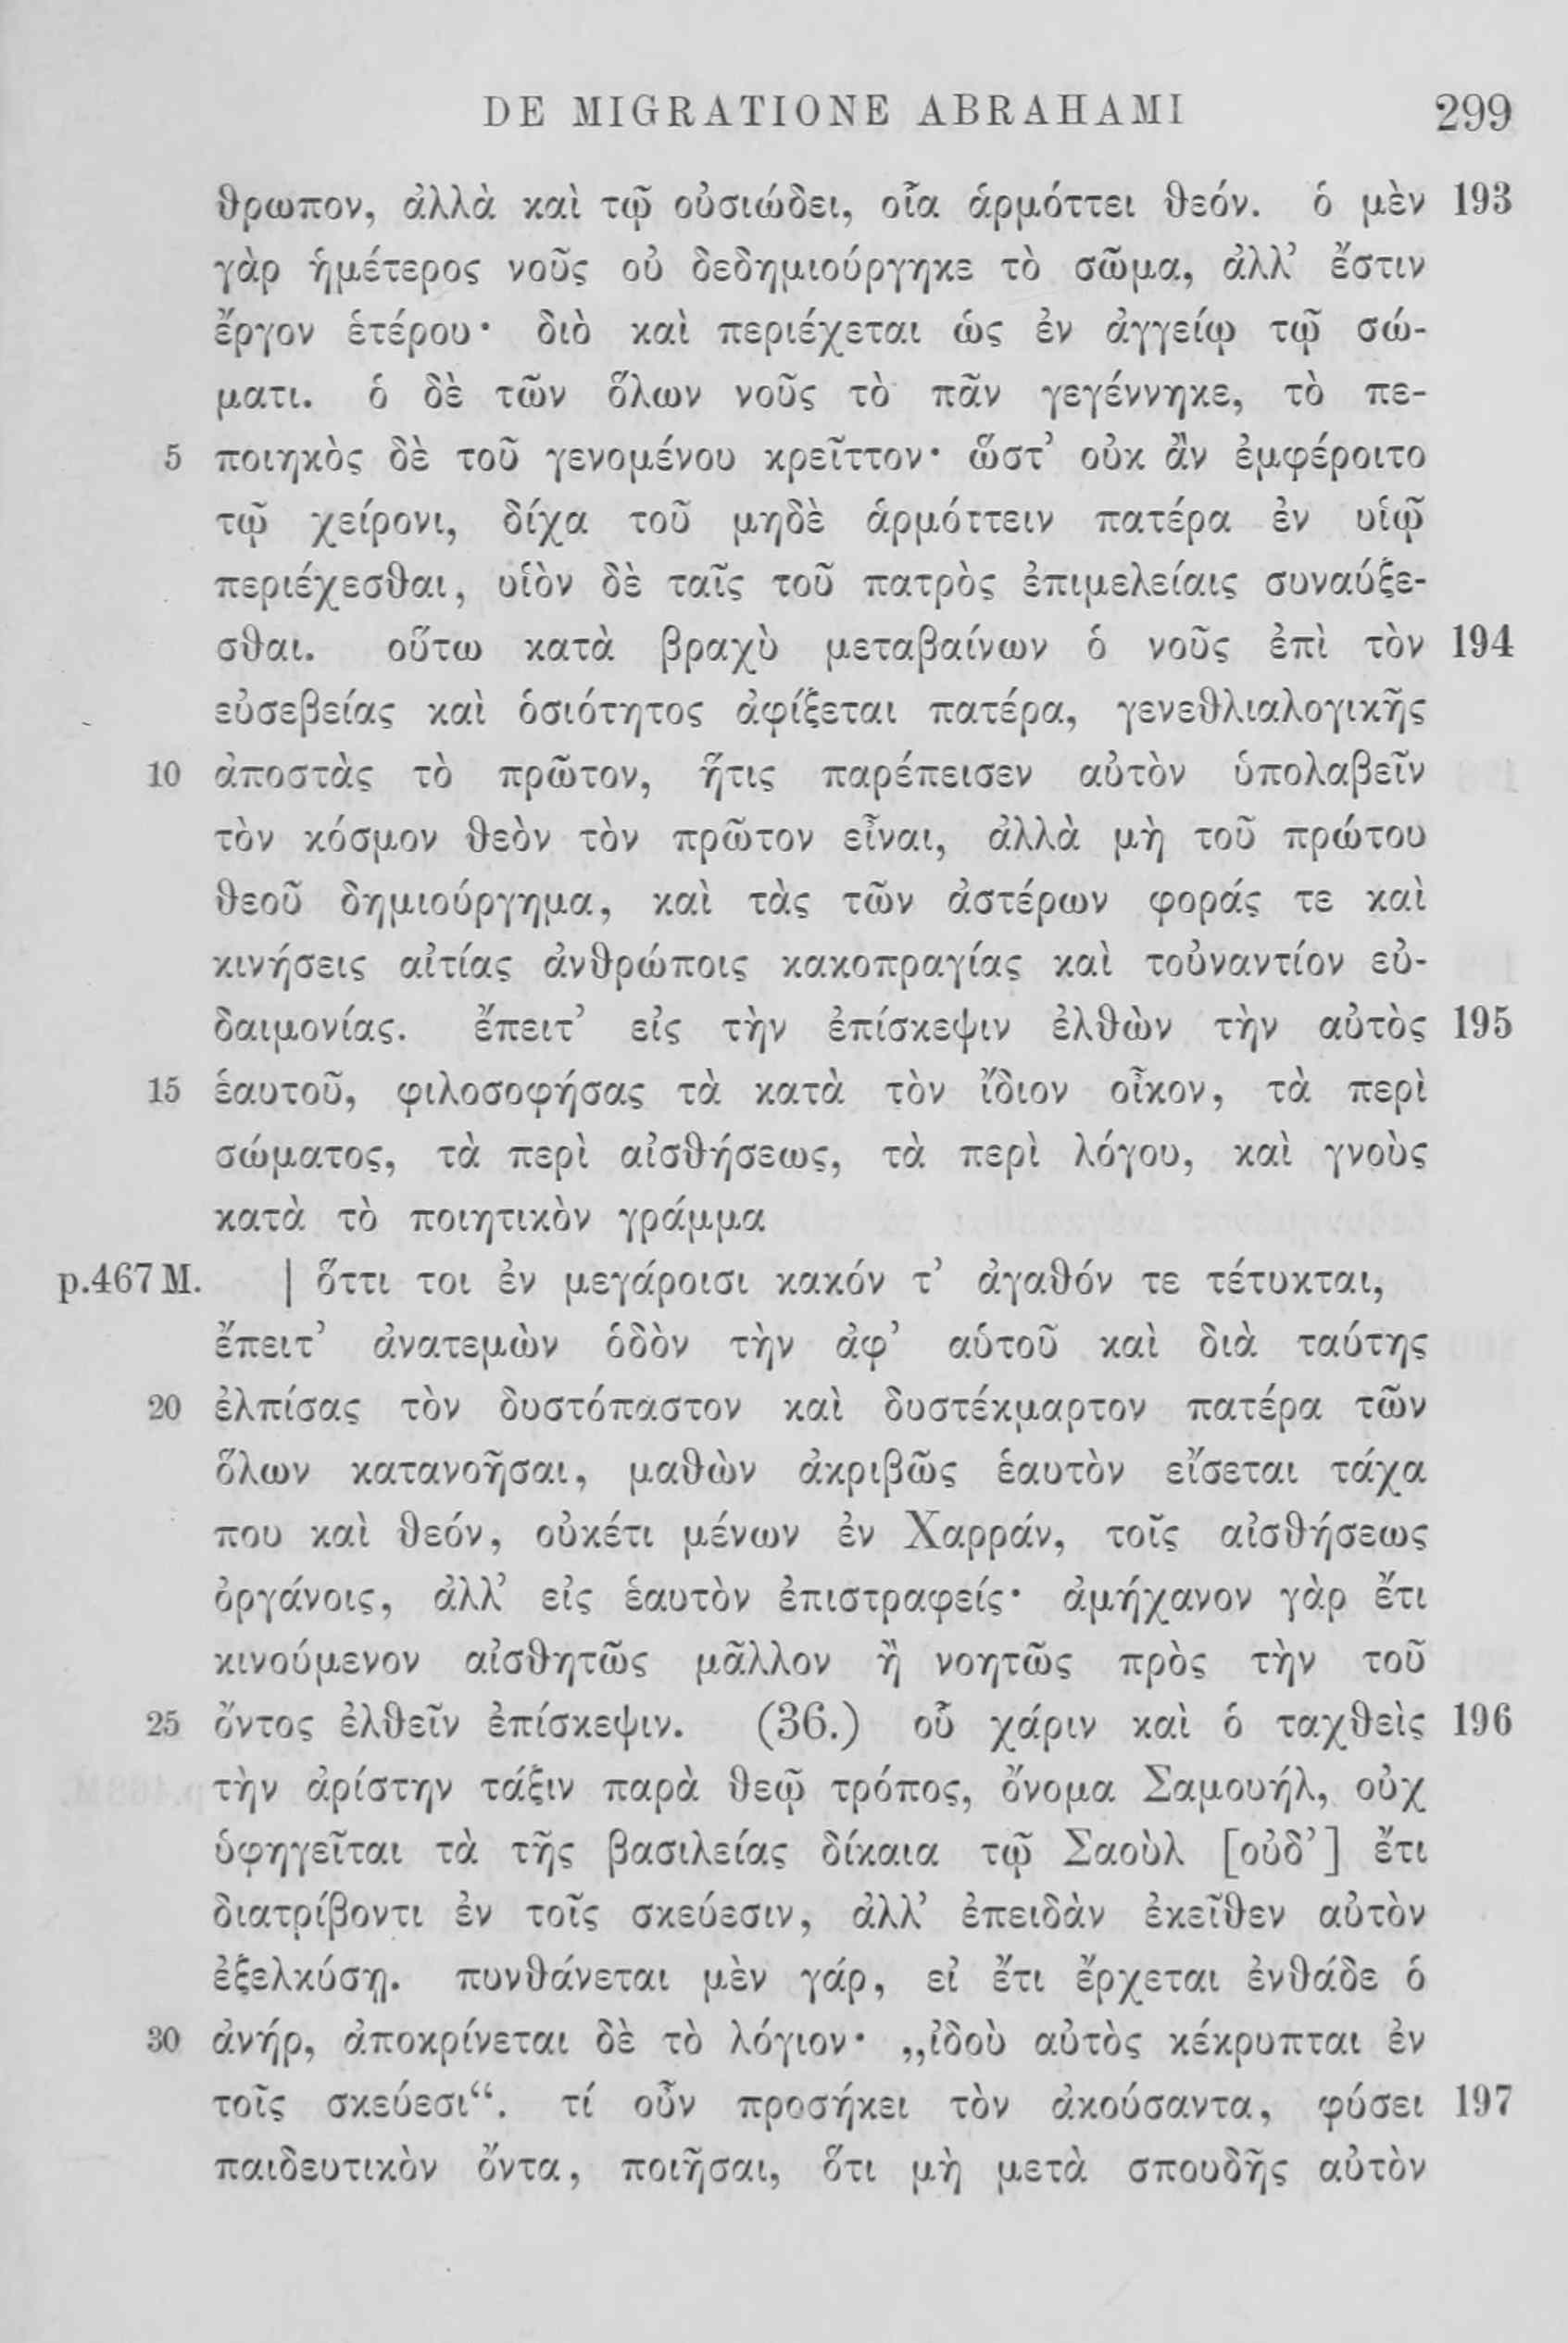 DE MIGRATIONE ABRAHAMI 299
θρωπον, ἀλλὰ καὶ τῷ οὐσιώδει, οἷα ἁρμόττει θεόν. ὁ μὲν 193
γὰρ ἡμέτερος νοῦς οὐ δεδημιούργηκε τὸ σῶμα, ἀλλ’ ἔστιν
ἔργον ἑτέρου· διὸ καὶ περιέχεται ὡς ἐν ἀγγείῳ τῷ σώ-
ματι. ὁ δὲ τῶν ὅλων νοῦς τὸ πᾶν γεγέννηκε, τὸ πε-
5 ποιηκὸς δὲ τοῦ γενομένου κρεῖττον· ὥστ’ οὐκ ἂν ἐμφέροιτο
τῷ χείρονι, δίχα τοῦ μηδὲ ἁρμόττειν πατέρα ἐν υἱῷ
περιέχεσθαι, υἱὸν δὲ ταῖς τοῦ πατρὸς ἐπιμελείαις συναύξε-
σθαι. οὕτω κατὰ βραχὺ μεταβαίνων ὁ νοῦς ἐπὶ τὸν 194
εὐσεβείας καὶ ὁσιότητος ἀφίξεται πατέρα, γενεθλιαλογικῆς
10 ἀποστὰς τὸ πρῶτον, ἥτις παρέπεισεν αὐτὸν ὑπολαβεῖν
τὸν κόσμον θεὸν τὸν πρῶτον εἶναι, ἀλλὰ μὴ τοῦ πρώτου
θεοῦ δημιούργημα, καὶ τὰς τῶν ἀστέρων φοράς τε καὶ
κινήσεις αἰτίας ἀνθρώποις κακοπραγίας καὶ τοὐναντίον εὐ-
δαιμονίας. ἔπειτ’ εἰς τὴν ἐπίσκεψιν ἐλθὼν τὴν αὐτὸς 195
15 ἑαυτοῦ, φιλοσοφήσας τὰ κατὰ τὸν ἴδιον οἶκον, τὰ περὶ
σώματος, τὰ περὶ αἰσθήσεως, τὰ περὶ λόγου, καὶ γνοὺς
κατὰ τὸ ποιητικὸν γράμμα
p.467 M. | ὅττι τοι ἐν μεγάροισι κακόν τ’ ἀγαθόν τε τέτυκται,
ἔπειτ’ ἀνατεμὼν ὁδὸν τὴν ἀφ’ αὑτοῦ καὶ διὰ ταύτης
20 ἐλπίσας τὸν δυστόπαστον καὶ δυστέκμαρτον πατέρα τῶν
ὅλων κατανοῆσαι, μαθὼν ἀκριβῶς ἑαυτὸν εἴσεται τάχα
που καὶ θεόν, οὐκέτι μένων ἐν Χαρράν, τοῖς αἰσθήσεως
ὀργάνοις, ἀλλ’ εἰς ἑαυτὸν ἐπιστραφείς· ἀμήχανον γὰρ ἔτι
κινούμενον αἰσθητῶς μᾶλλον ἢ νοητῶς πρὸς τὴν τοῦ
25 ὄντος ἐλθεῖν ἐπίσκεψιν. (36.) οὗ χάριν καὶ ὁ ταχθεὶς 196
τὴν ἀρίστην τάξιν παρὰ θεῷ τρόπος, ὄνομα Σαμουήλ, οὐχ
ὑφηγεῖται τὰ τῆς βασιλείας δίκαια τῷ Σαοὺλ [οὐδ’] ἔτι
διατρίβοντι ἐν τοῖς σκεύεσιν, ἀλλ’ ἐπειδὰν ἐκεῖθεν αὐτὸν
ἐξελκύσῃ. πυνθάνεται μὲν γάρ, εἰ ἔτι ἔρχεται ἐνθάδε ὁ
30 ἀνήρ, ἀποκρίνεται δὲ τὸ λόγιον· „ἰδοὺ αὐτὸς κέκρυπται ἐν
τοῖς σκεύεσι“. τί οὖν προσήκει τὸν ἀκούσαντα, φύσει 197
παιδευτικὸν ὄντα, ποιῆσαι, ὅτι μὴ μετὰ σπουδῆς αὐτὸν